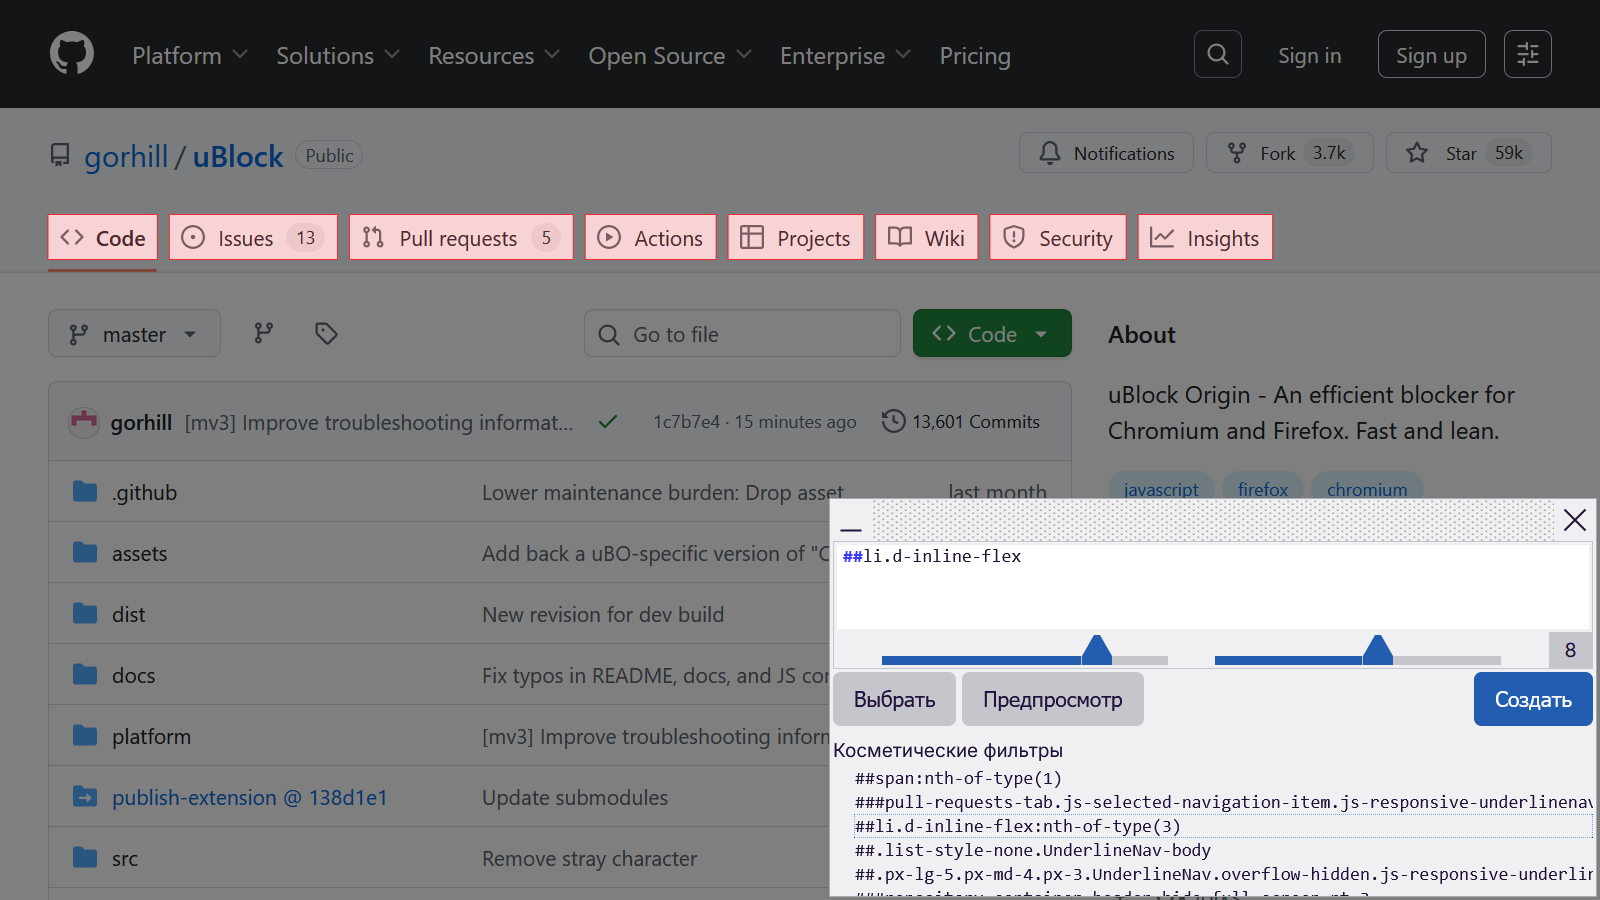 Platform Solutions Resources Open Source Enterprise Pricing Sign in Sign up
gorhill / uBlock Public Notifications Fork 3.7k Star 59k
Code Issues 13 Pull requests 5 Actions Projects Wiki Security Insights
master Go to file Code About
uBlock Origin - An efficient blocker for
Chromium and Firefox. Fast and lean.
gorhill [mv3] Improve troubleshooting informat... 1c7b7e4 · 15 minutes ago 13,601 Commits
javascript firefox chromium
.github Lower maintenance burden: Drop asset last month
assets Add back a uBO-specific version of "C
dist New revision for dev build
docs Fix typos in README, docs, and JS co
platform [mv3] Improve troubleshooting inform
publish-extension @ 138d1e1 Update submodules
src Remove stray character
##li.d-inline-flex
8
Выбрать Предпросмотр Создать
Косметические фильтры
##span:nth-of-type(1)
###pull-requests-tab.js-selected-navigation-item.js-responsive-underlinenav
##li.d-inline-flex:nth-of-type(3)
##.list-style-none.UnderlineNav-body
##.px-lg-5.px-md-4.px-3.UnderlineNav.overflow-hidden.js-responsive-underlin